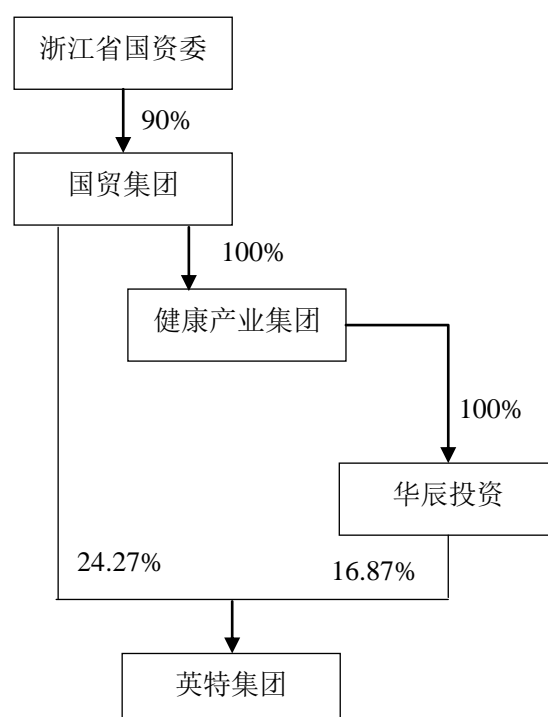 浙江省国资委
90%
国贸集团
100%
健康产业集团
100%
华辰投资
24.27%
16.87%
英特集团